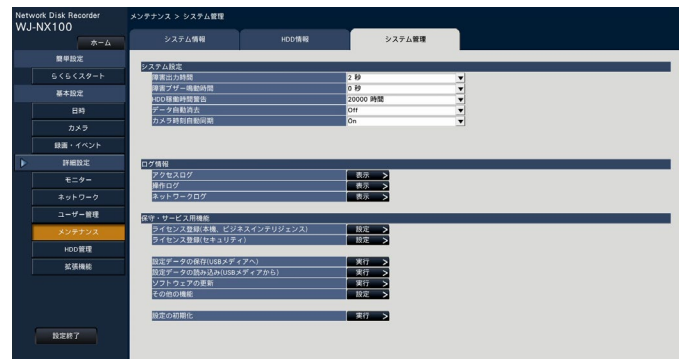 Network Disk Recorder
WJ-NX100
ホーム
簡単設定
らくらくスタート
基本設定
日時
カメラ
録画・イベント
詳細設定
モニター
ネットワーク
ユーザー管理
メンテナンス
HDD管理
拡張機能
設定終了
メンテナンス > システム管理
システム情報
HDD情報
システム管理
システム設定
障害出力時間 2 秒
障害ブザー鳴動時間 0 秒
HDD稼働時間警告 20000 時間
データ自動消去 Off
カメラ時刻自動同期 On
ログ情報
アクセスログ 表示 >
操作ログ 表示 >
ネットワークログ 表示 >
保守・サービス用機能
ライセンス登録(本機, ビジネスインテリジェンス) 設定 >
ライセンス登録(セキュリティ) 設定 >
設定データの保存(USBメディアへ) 実行 >
設定データの読み込み(USBメディアから) 実行 >
ソフトウェアの更新 実行 >
その他の機能 設定 >
設定の初期化 実行 >